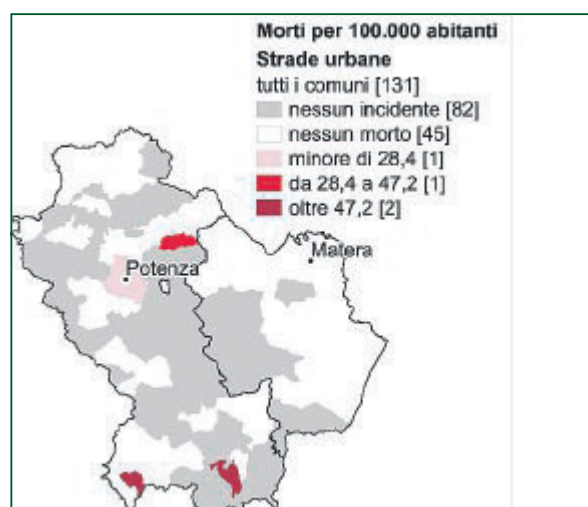 Morti per 100.000 abitanti
Strade urbane
tutti i comuni [131]
nessun incidente [82]
nessun morto [45]
minore di 28,4 [1]
da 28,4 a 47,2 [1]
oltre 47,2 [2]
Matera
Potenza